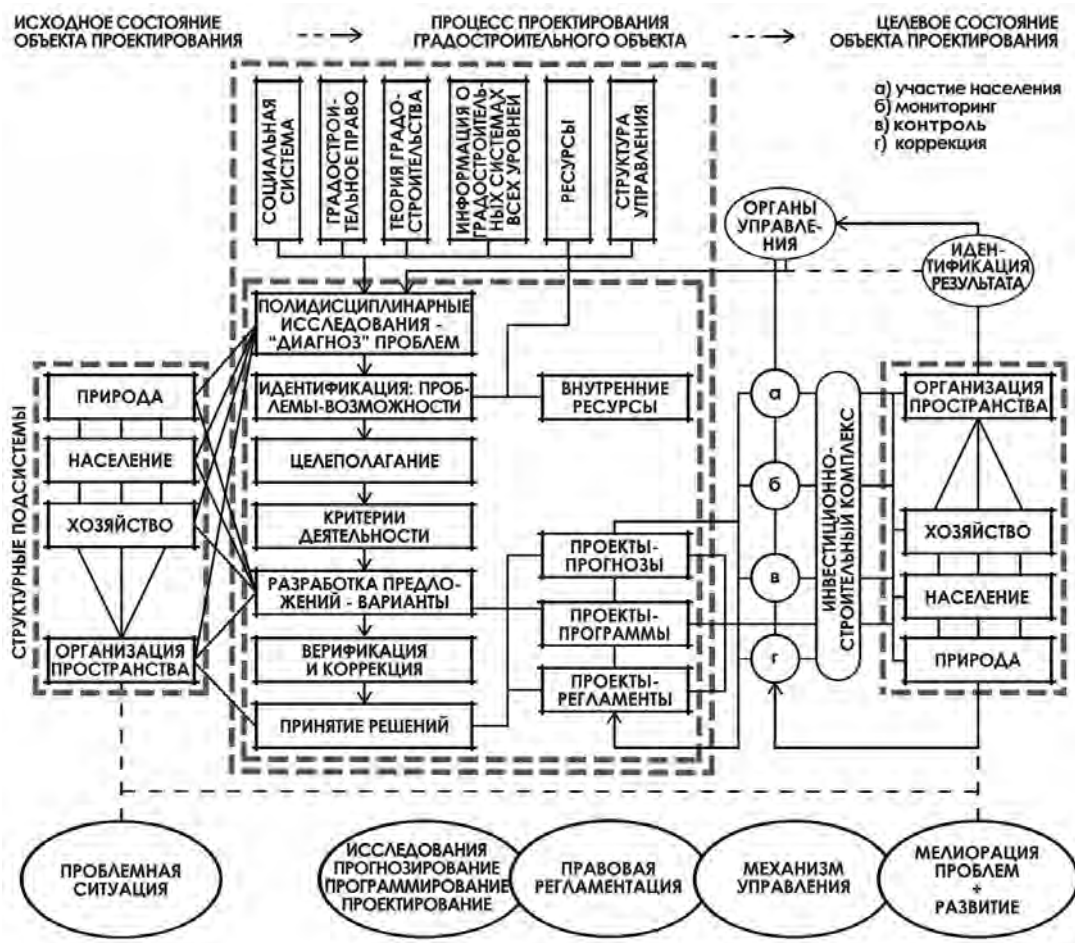 ИСХОДНОЕ СОСТОЯНИЕ
ОБЪЕКТА ПРОЕКТИРОВАНИЯ
ПРОЦЕСС ПРОЕКТИРОВАНИЯ
ГРАДОСТРОИТЕЛЬНОГО ОБЪЕКТА
ЦЕЛЕВОЕ СОСТОЯНИЕ
ОБЪЕКТА ПРОЕКТИРОВАНИЯ
а) участие населения
б) мониторинг
в) контроль
г) коррекция
СОЦИАЛЬНАЯ
СИСТЕМА
ГРАДОСТРОИ-
ТЕЛЬНОЕ ПРАВО
ТЕОРИЯ ГРАДО-
СТРОИТЕЛЬСТВА
ИНФОРМАЦИЯ О
ГРАДОСТРОИТЕЛЬ-
НЫХ СИСТЕМАХ
ВСЕХ УРОВНЕЙ
РЕСУРСЫ
СТРУКТУРА
УПРАВЛЕНИЯ
ОРГАНЫ
УПРАВЛЕ-
НИЯ
ИДЕН-
ТИФИКАЦИЯ
РЕЗУЛЬТАТА
СТРУКТУРНЫЕ ПОДСИСТЕМЫ
ПРИРОДА
НАСЕЛЕНИЕ
ХОЗЯЙСТВО
ОРГАНИЗАЦИЯ
ПРОСТРАНСТВА
ПОЛИДИСЦИПЛИНАРНЫЕ
ИССЛЕДОВАНИЯ -
“ДИАГНОЗ” ПРОБЛЕМ
ИДЕНТИФИКАЦИЯ: ПРОБ-
ЛЕМЫ-ВОЗМОЖНОСТИ
ЦЕЛЕПОЛАГАНИЕ
КРИТЕРИИ
ДЕЯТЕЛЬНОСТИ
РАЗРАБОТКА ПРЕДЛО-
ЖЕНИЙ - ВАРИАНТЫ
ВЕРИФИКАЦИЯ
И КОРРЕКЦИЯ
ПРИНЯТИЕ РЕШЕНИЙ
ВНУТРЕННИЕ
РЕСУРСЫ
ПРОЕКТЫ-
ПРОГНОЗЫ
ПРОЕКТЫ-
ПРОГРАММЫ
ПРОЕКТЫ-
РЕГЛАМЕНТЫ
а
б
в
г
ИНВЕСТИЦИОННО-
СТРОИТЕЛЬНЫЙ КОМПЛЕКС
ОРГАНИЗАЦИЯ
ПРОСТРАНСТВА
ХОЗЯЙСТВО
НАСЕЛЕНИЕ
ПРИРОДА
ПРОБЛЕМНАЯ
СИТУАЦИЯ
ИССЛЕДОВАНИЯ
ПРОГНОЗИРОВАНИЕ
ПРОГРАММИРОВАНИЕ
ПРОЕКТИРОВАНИЕ
ПРАВОВАЯ
РЕГЛАМЕНТАЦИЯ
МЕХАНИЗМ
УПРАВЛЕНИЯ
МЕЛИОРАЦИЯ
ПРОБЛЕМ
+
РАЗВИТИЕ